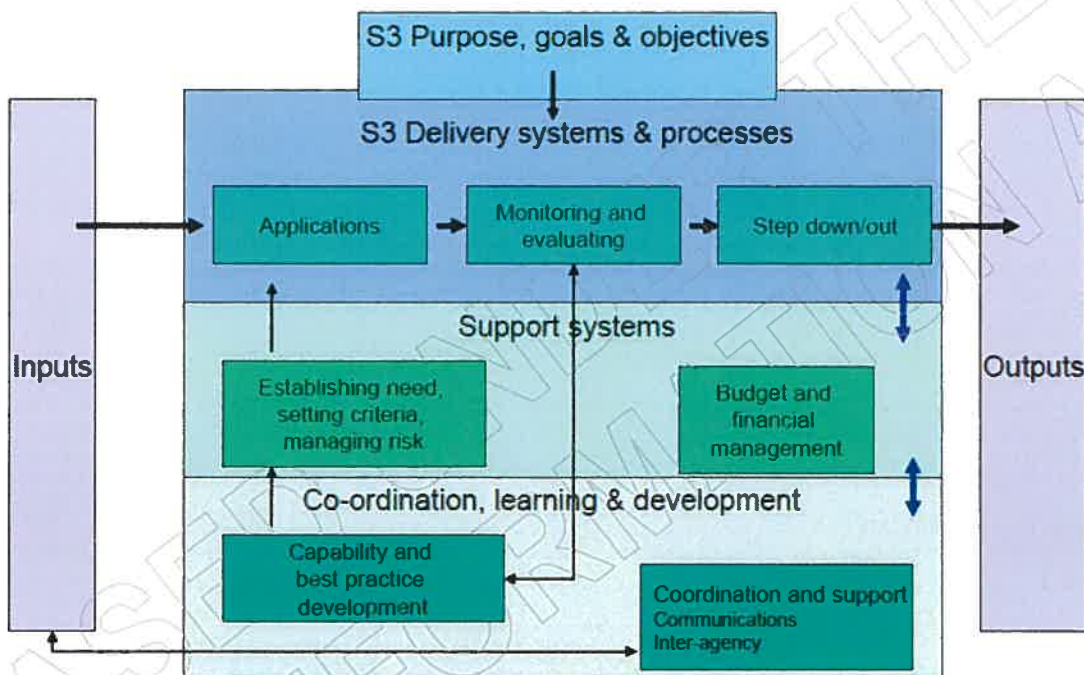 S3 Purpose, goals & objectives
S3 Delivery systems & processes
Applications
Monitoring and
evaluating
Step down/out
Inputs
Support systems
Outputs
Establishing need,
setting criteria,
managing risk
Budget and
financial
management
Co-ordination, learning & development
Capability and
best practice
development
Coordination and support
Communications
Inter-agency